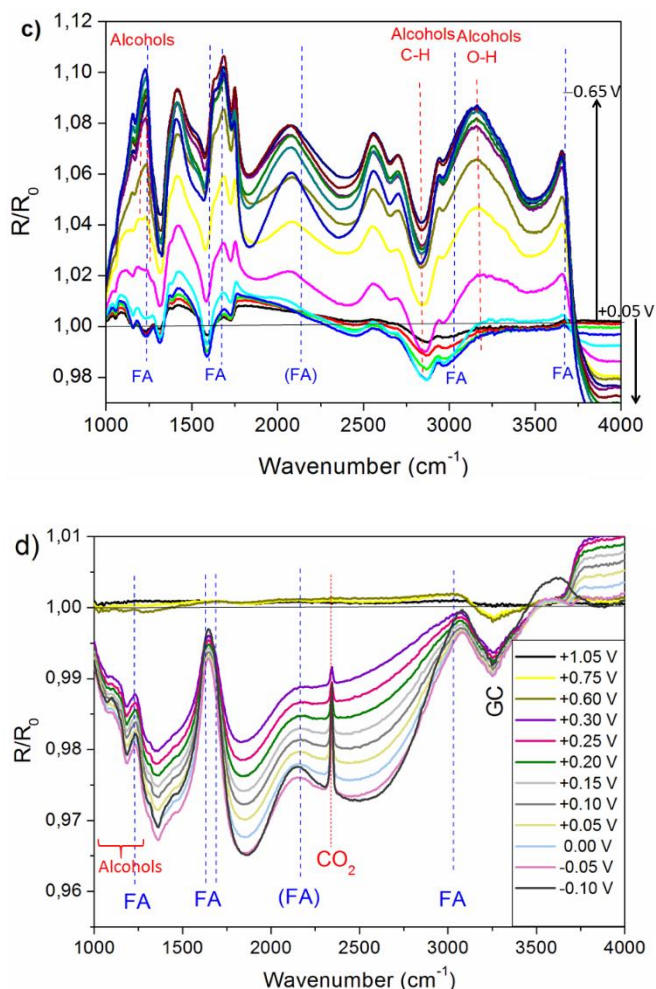 c)
Alcohols
Alcohols
C-H
Alcohols
O-H
FA
FA
(FA)
FA
FA
−0.65 V
+0.05 V
1,12
1,10
1,08
1,06
1,04
1,02
1,00
0,98
R/R₀
1000 1500 2000 2500 3000 3500 4000
Wavenumber (cm⁻¹)
d)
1,01
1,00
0,99
0,98
0,97
0,96
0,95
R/R₀
Alcohols
FA
FA
(FA)
CO₂
FA
GC
+1.05 V
+0.75 V
+0.60 V
+0.30 V
+0.25 V
+0.20 V
+0.15 V
+0.10 V
+0.05 V
0.00 V
-0.05 V
-0.10 V
1000 1500 2000 2500 3000 3500 4000
Wavenumber (cm⁻¹)